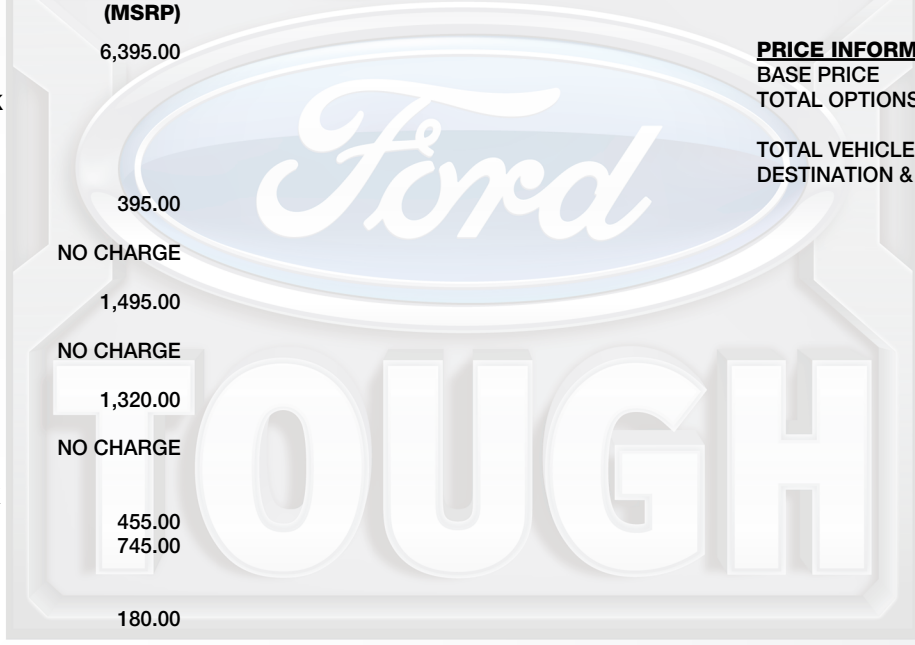 (MSRP)
6,395.00
K
395.00
NO CHARGE
1,495.00
NO CHARGE
1,320.00
NO CHARGE
455.00
745.00
180.00
PRICE INFORM
BASE PRICE
TOTAL OPTIONS
TOTAL VEHICLE
DESTINATION &
Ford
TOUGH